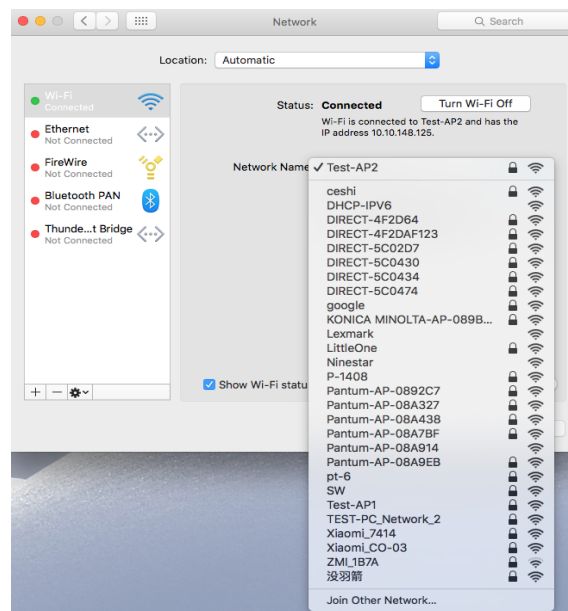 Network
Search
Location: Automatic
Wi-Fi
Connected
Ethernet
Not Connected
FireWire
Not Connected
Bluetooth PAN
Not Connected
Thunde...t Bridge
Not Connected
Status: Connected
Turn Wi-Fi Off
Wi-Fi is connected to Test-AP2 and has the
IP address 10.10.148.125.
Network Name
✓ Test-AP2
ceshi
DHCP-IPV6
DIRECT-4F2D64
DIRECT-4F2DAF123
DIRECT-5C02D7
DIRECT-5C0430
DIRECT-5C0434
DIRECT-5C0474
google
KONICA MINOLTA-AP-089B...
Lexmark
LittleOne
Ninestar
P-1408
Pantum-AP-0892C7
Pantum-AP-08A327
Pantum-AP-08A438
Pantum-AP-08A7BF
Pantum-AP-08A914
Pantum-AP-08A9EB
pt-6
SW
Test-AP1
TEST-PC_Network_2
Xiaomi_7414
Xiaomi_CO-03
ZMI_1B7A
没羽箭
Join Other Network...
Show Wi-Fi statu